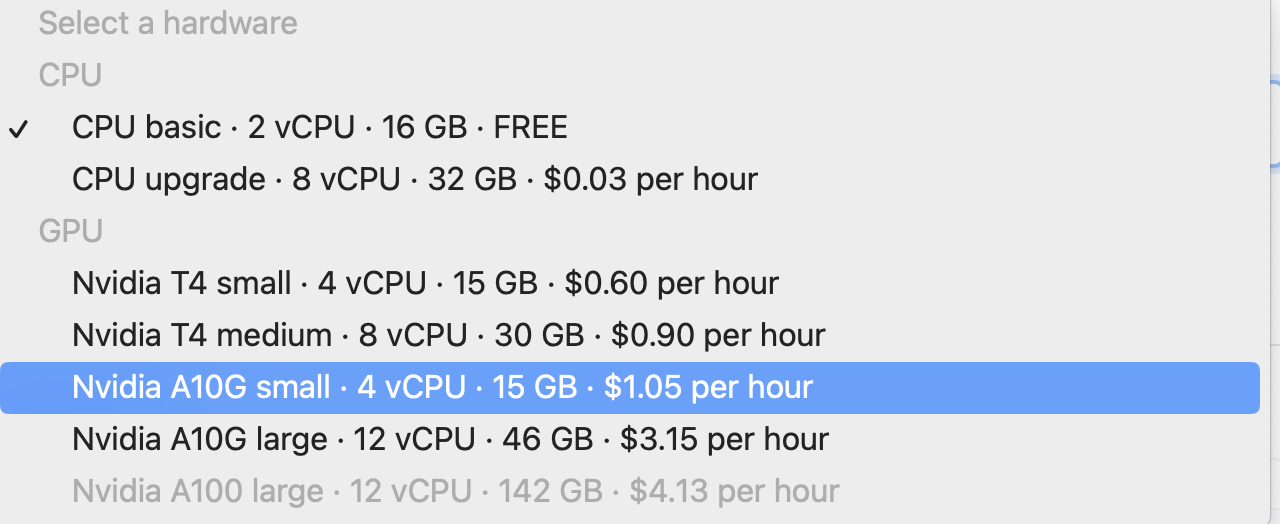 Select a hardware
CPU
✓ CPU basic · 2 vCPU · 16 GB · FREE
CPU upgrade · 8 vCPU · 32 GB · $0.03 per hour
GPU
Nvidia T4 small · 4 vCPU · 15 GB · $0.60 per hour
Nvidia T4 medium · 8 vCPU · 30 GB · $0.90 per hour
Nvidia A10G small · 4 vCPU · 15 GB · $1.05 per hour
Nvidia A10G large · 12 vCPU · 46 GB · $3.15 per hour
Nvidia A100 large · 12 vCPU · 142 GB · $4.13 per hour